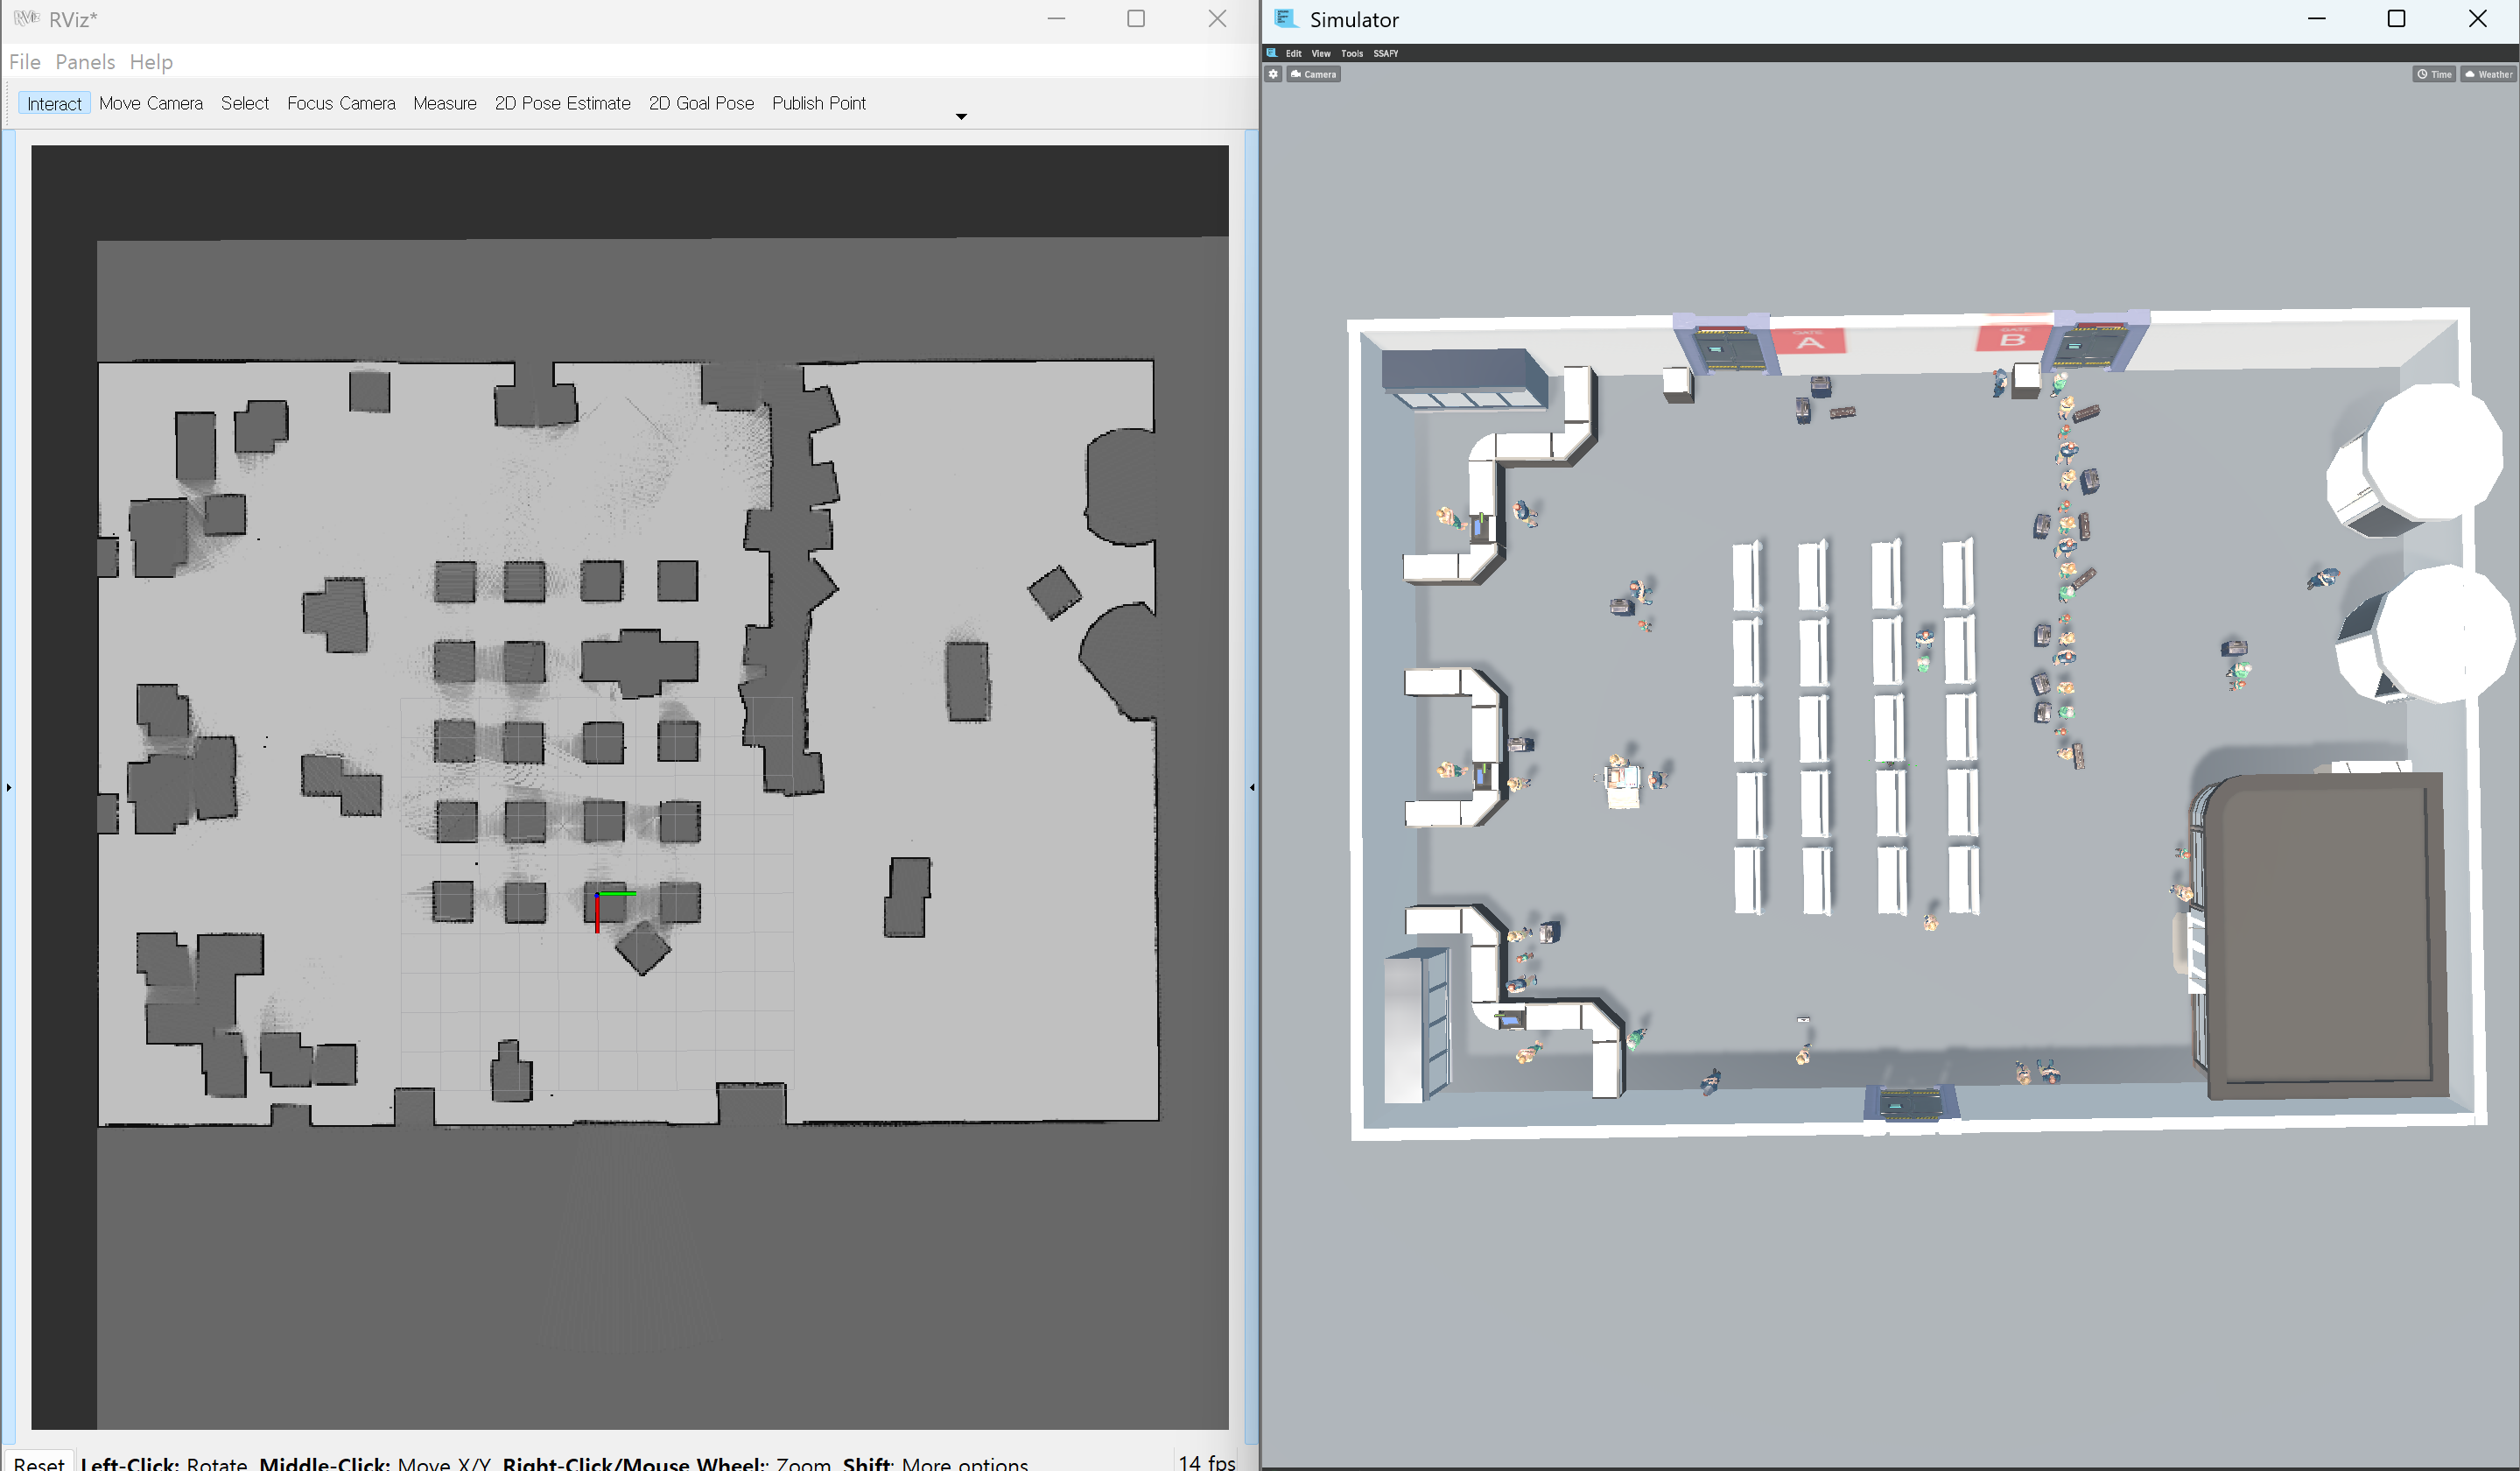 RViz*
File Panels Help
Interact Move Camera Select Focus Camera Measure 2D Pose Estimate 2D Goal Pose Publish Point
Reset Left-Click: Rotate. Middle-Click: Move X/Y. Right-Click/Mouse Wheel:: Zoom. Shift: More options. 14 fps
Simulator
Edit View Tools SSAFY
Camera
Time Weather
GATE
A
GATE
B